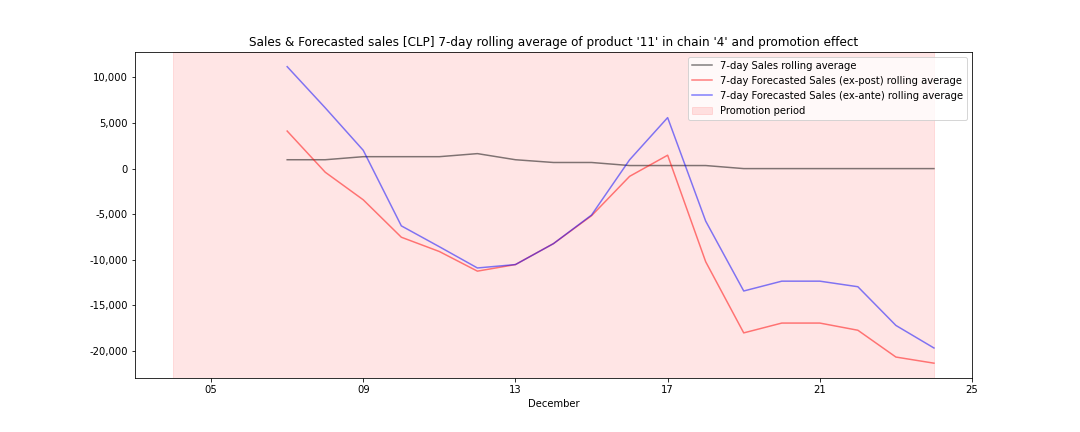 Sales & Forecasted sales [CLP] 7-day rolling average of product '11' in chain '4' and promotion effect
7-day Sales rolling average
7-day Forecasted Sales (ex-post) rolling average
7-day Forecasted Sales (ex-ante) rolling average
Promotion period
10,000
5,000
0
-5,000
-10,000
-15,000
-20,000
05 09 13 17 21 25
December